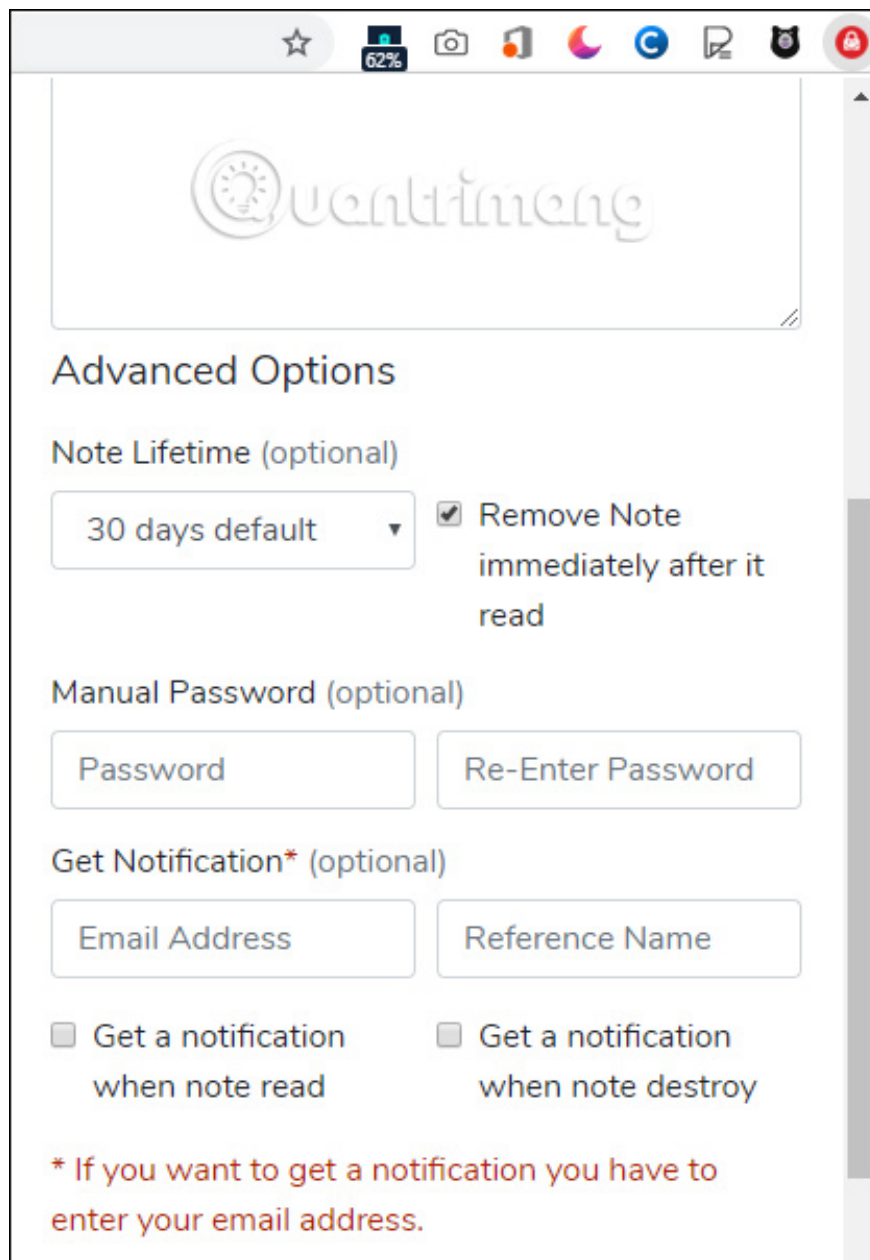 62%
Quantrimang
Advanced Options
Note Lifetime (optional)
30 days default
Remove Note
immediately after it
read
Manual Password (optional)
Password
Re-Enter Password
Get Notification* (optional)
Email Address
Reference Name
Get a notification
when note read
Get a notification
when note destroy
* If you want to get a notification you have to
enter your email address.